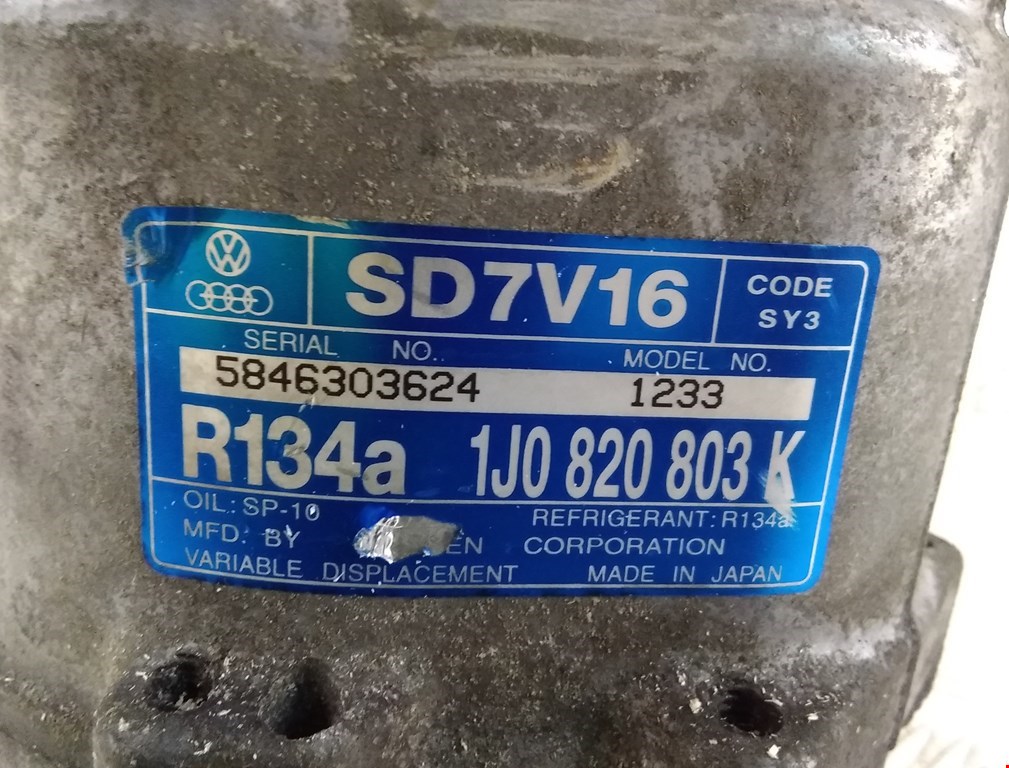 SD7V16
CODE
SY3
SERIAL NO.
MODEL NO.
5846303624
1233
R134a
1J0 820 803 K
OIL: SP-10
REFRIGERANT: R134a
MFD. BY CORPORATION
VARIABLE DISPLACEMENT
MADE IN JAPAN